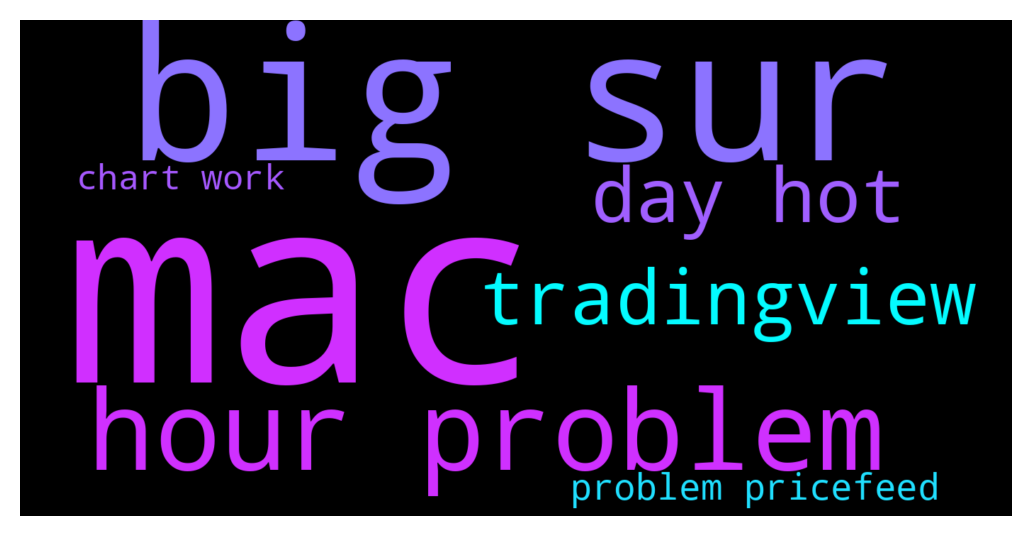 big sur
chart work
day hot
mac
tradingview
hour problem
problem pricefeed